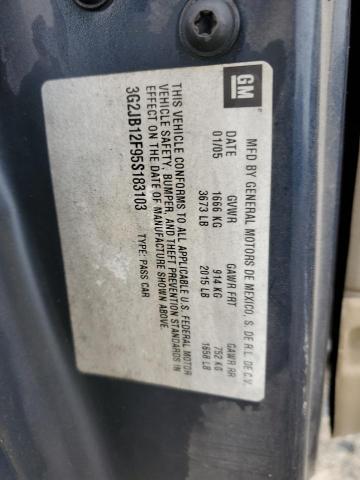 GM
MFD BY GENERAL MOTORS DE MEXICO, S. DE R.L. DE C.V.
DATE GVWR GAWR FRT GAWR RR
01/05 1666 KG 914 KG 752 KG
3673 LB 2015 LB 1658 LB
THIS VEHICLE CONFORMS TO ALL APPLICABLE U.S. FEDERAL MOTOR
VEHICLE SAFETY, BUMPER, AND THEFT PREVENTION STANDARDS IN
EFFECT ON THE DATE OF MANUFACTURE SHOWN ABOVE.
3G2JB12F95S183103 TYPE: PASS CAR